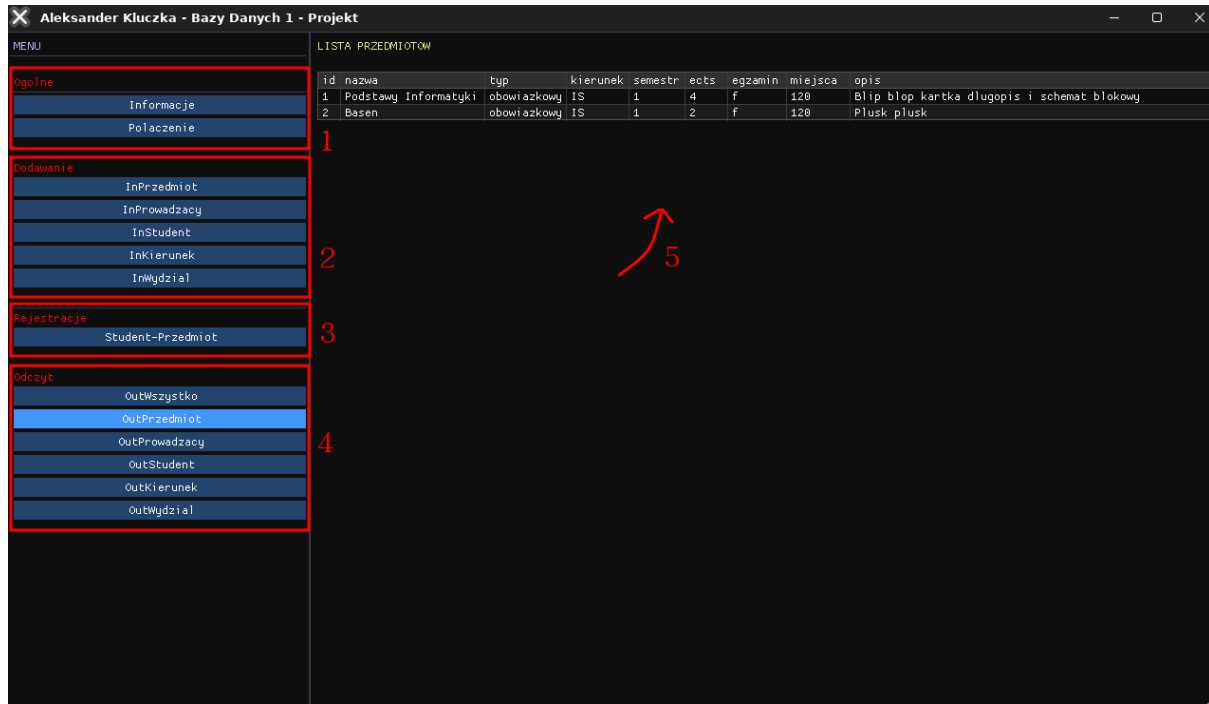 Aleksander Kluczka - Bazy Danych 1 - Projekt
MENU
Ogolne
Informacje
Polaczenie
1
Dodawanie
InPrzedmiot
InProwadzacy
InStudent
InKierunek
InWydzial
2
Rejestracje
Student-Przedmiot
3
Odczyt
OutWszystko
OutPrzedmiot
OutProwadzacy
OutStudent
OutKierunek
OutWydzial
4
LISTA PRZEDMIOTOW
id nazwa typ kierunek semestr ects egzamin miejsca opis
1 Podstawy Informatyki obowiazkowy IS 1 4 f 120 Blip blop kartka dlugopis i schemat blokowy
2 Basen obowiazkowy IS 1 2 f 120 Plusk plusk
5